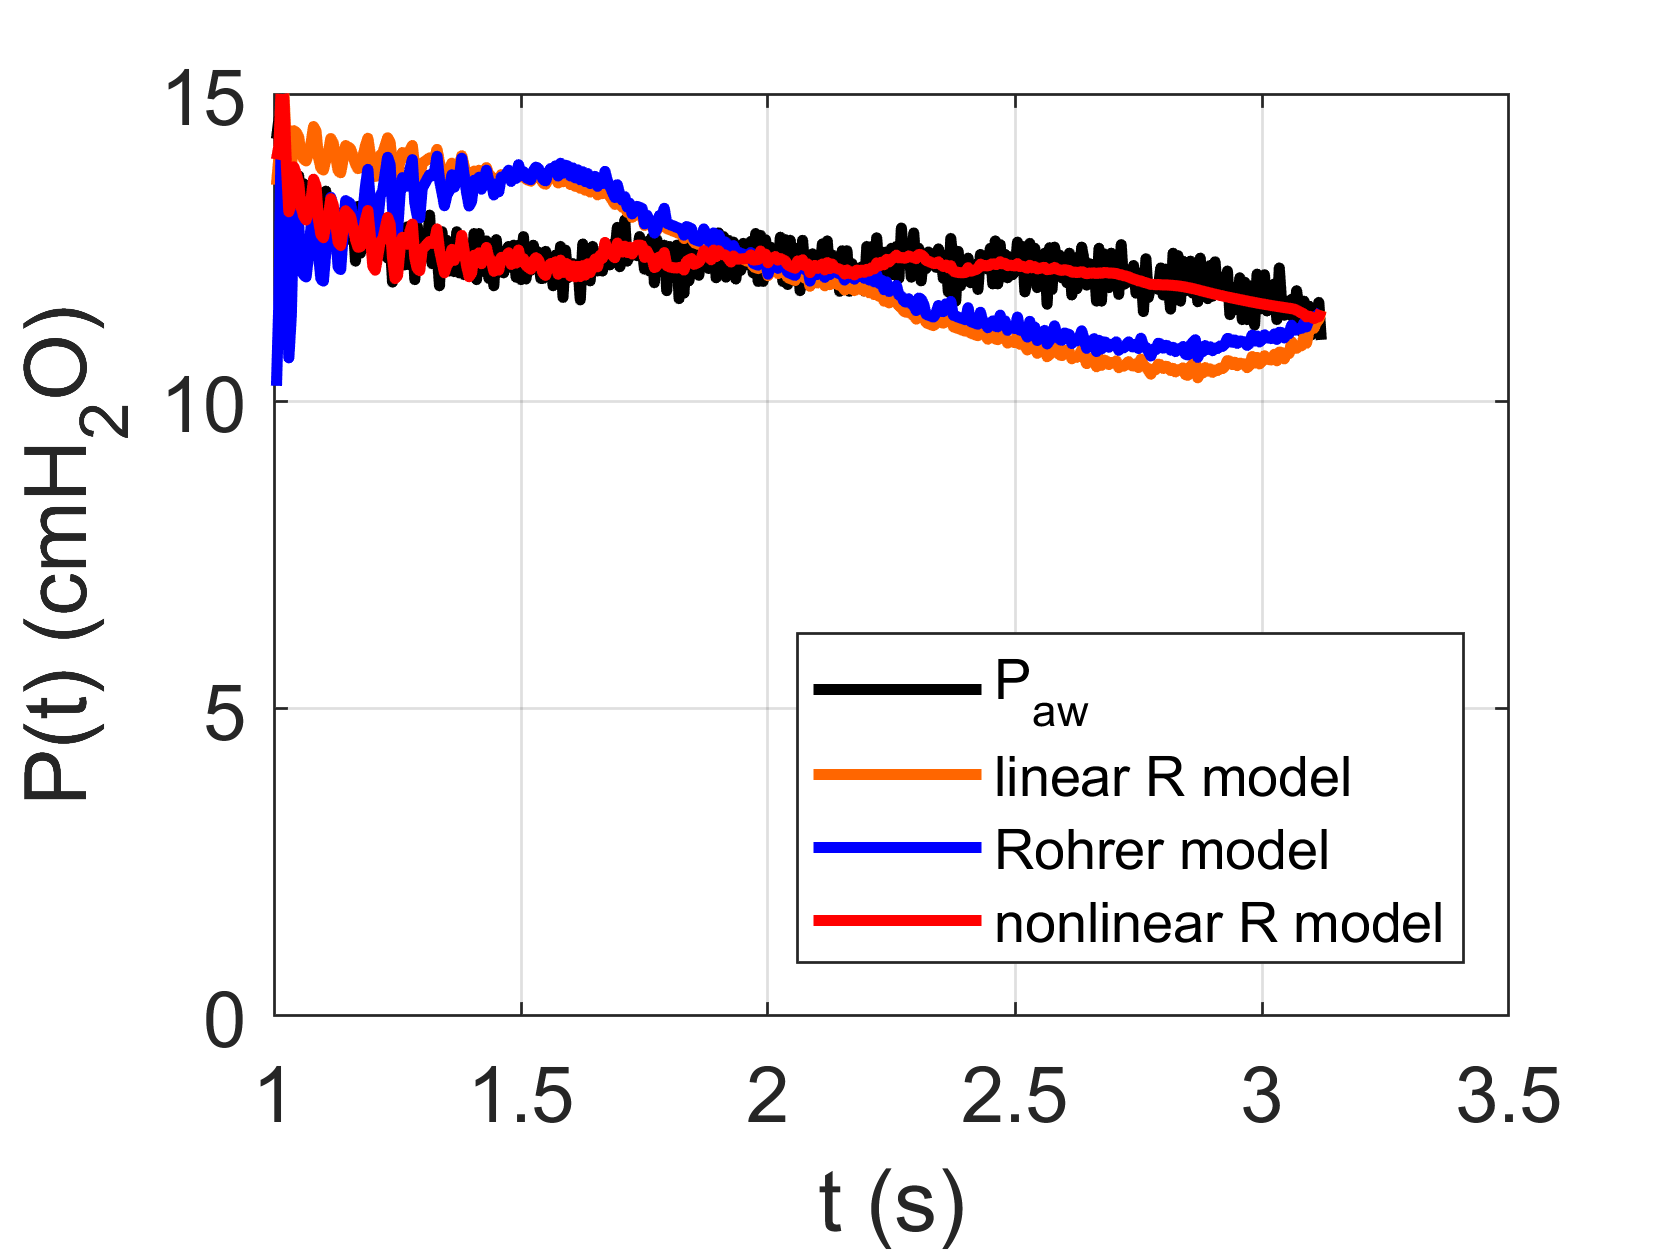 15
10
5
0
P(t) (cmH₂O)
1 1.5 2 2.5 3 3.5
t (s)
P_aw
linear R model
Rohrer model
nonlinear R model